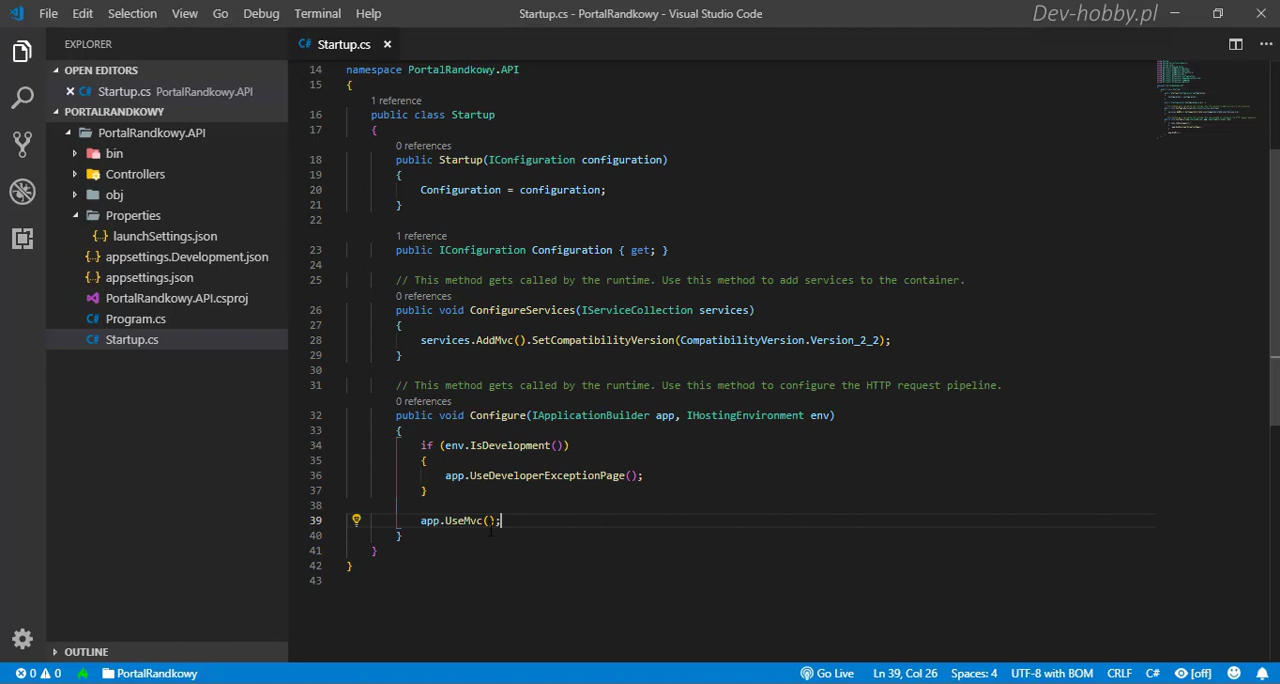 File Edit Selection View Go Debug Terminal Help
Startup.cs - PortalRandkowy - Visual Studio Code
Dev-hobby.pl
EXPLORER
OPEN EDITORS
Startup.cs PortalRandkowy.API
PORTALRANDKOWY
PortalRandkowy.API
bin
Controllers
obj
Properties
launchSettings.json
appsettings.Development.json
appsettings.json
PortalRandkowy.API.csproj
Program.cs
Startup.cs
OUTLINE
Startup.cs
14 namespace PortalRandkowy.API
15 {
1 reference
16 public class Startup
17 {
0 references
18 public Startup(IConfiguration configuration)
19 {
20 Configuration = configuration;
21 }
22
1 reference
23 public IConfiguration Configuration { get; }
24
25 // This method gets called by the runtime. Use this method to add services to the container.
0 references
26 public void ConfigureServices(IServiceCollection services)
27 {
28 services.AddMvc().SetCompatibilityVersion(CompatibilityVersion.Version_2_2);
29 }
30
31 // This method gets called by the runtime. Use this method to configure the HTTP request pipeline.
0 references
32 public void Configure(IApplicationBuilder app, IHostingEnvironment env)
33 {
34 if (env.IsDevelopment())
35 {
36 app.UseDeveloperExceptionPage();
37 }
38
39 app.UseMvc();
40 }
41 }
42 }
43
0 0 PortalRandkowy Go Live Ln 39, Col 26 Spaces: 4 UTF-8 with BOM CRLF C# [off]